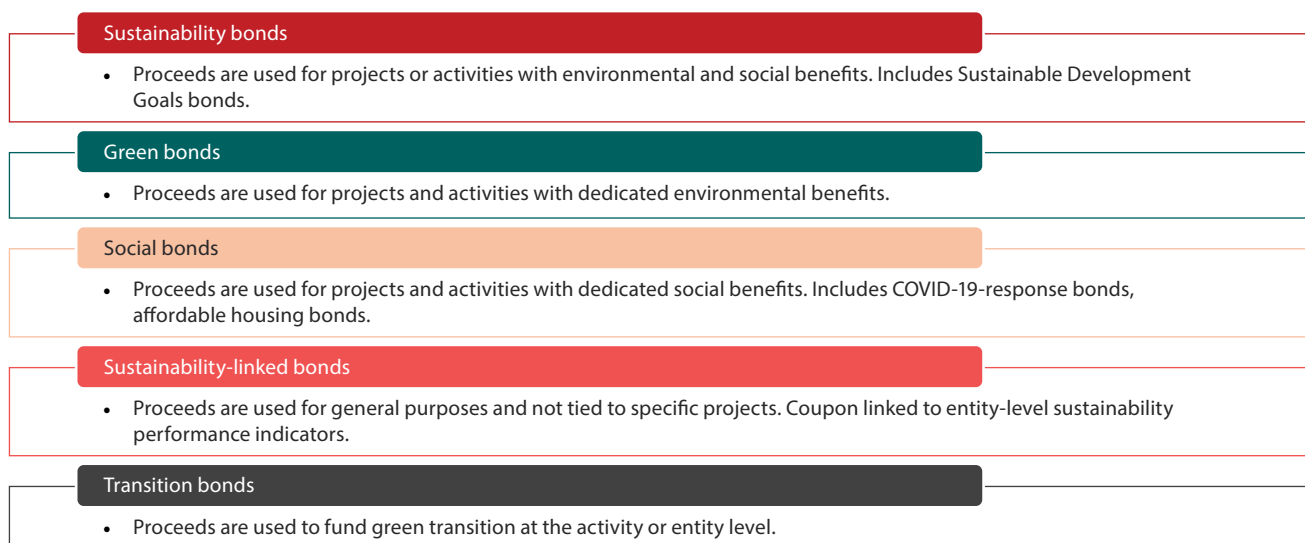 Sustainability bonds
• Proceeds are used for projects or activities with environmental and social benefits. Includes Sustainable Development
Goals bonds.
Green bonds
• Proceeds are used for projects and activities with dedicated environmental benefits.
Social bonds
• Proceeds are used for projects and activities with dedicated social benefits. Includes COVID-19-response bonds,
affordable housing bonds.
Sustainability-linked bonds
• Proceeds are used for general purposes and not tied to specific projects. Coupon linked to entity-level sustainability
performance indicators.
Transition bonds
• Proceeds are used to fund green transition at the activity or entity level.